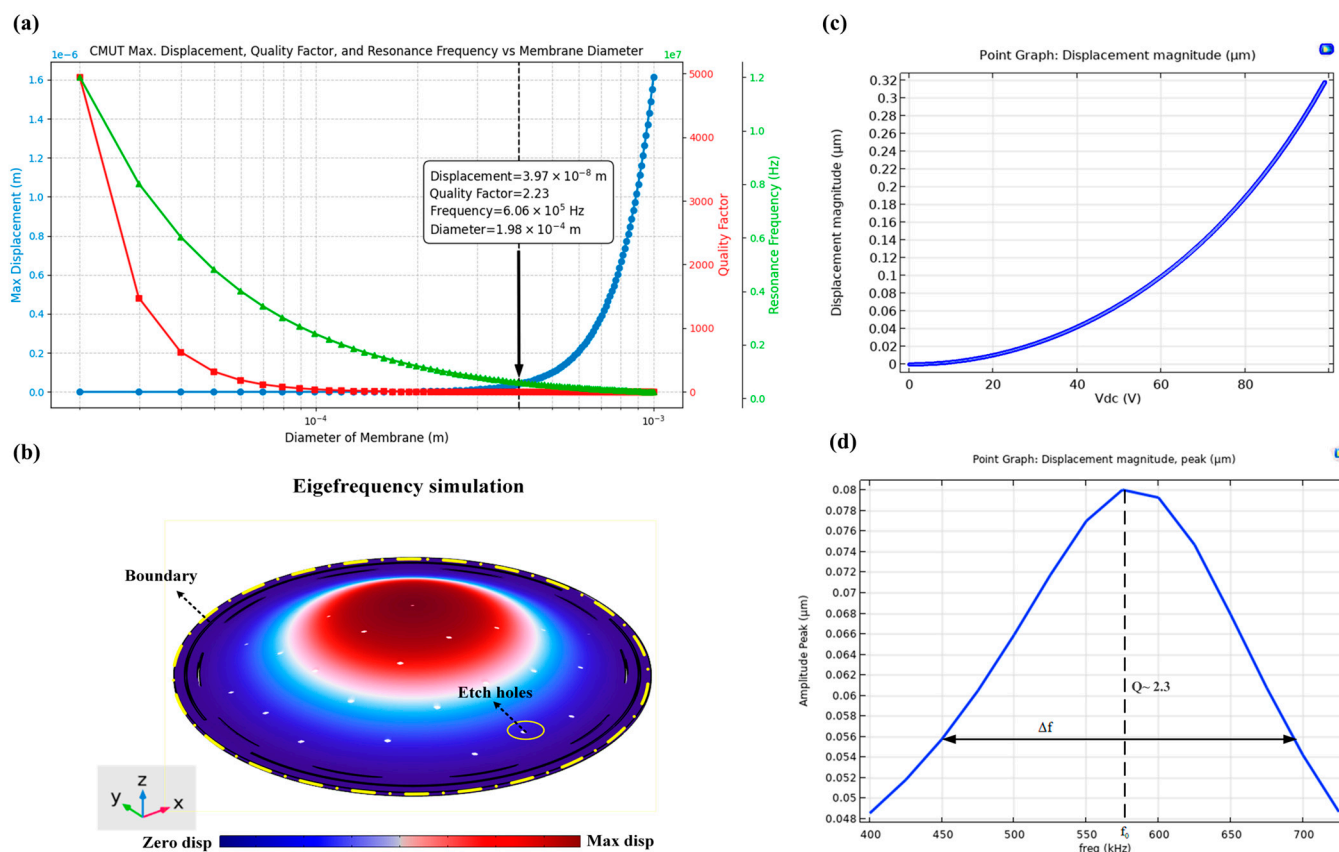 (a)
CMUT Max. Displacement, Quality Factor, and Resonance Frequency vs Membrane Diameter
1e−6
1e7
Max Displacement (m)
1.6
1.4
1.2
1.0
0.8
0.6
0.4
0.2
0.0
Displacement=3.97 × 10⁻⁸ m
Quality Factor=2.23
Frequency=6.06 × 10⁵ Hz
Diameter=1.98 × 10⁻⁴ m
5000
4000
3000
2000
1000
0
Quality Factor
1.2
1.0
0.8
0.6
0.4
0.2
0.0
Resonance Frequency (Hz)
10⁻⁴
10⁻³
Diameter of Membrane (m)
(b)
Eigefrequency simulation
Boundary
Etch holes
z
y
x
Zero disp
Max disp
(c)
Point Graph: Displacement magnitude (µm)
Displacement magnitude (µm)
0.32
0.3
0.28
0.26
0.24
0.22
0.2
0.18
0.16
0.14
0.12
0.1
0.08
0.06
0.04
0.02
0
0
20
40
60
80
Vdc (V)
(d)
Point Graph: Displacement magnitude, peak (µm)
Amplitude Peak (µm)
0.08
0.078
0.076
0.074
0.072
0.07
0.068
0.066
0.064
0.062
0.06
0.058
0.056
0.054
0.052
0.05
0.048
Q~ 2.3
Δf
400
450
500
550
f₀
600
650
700
freq (kHz)